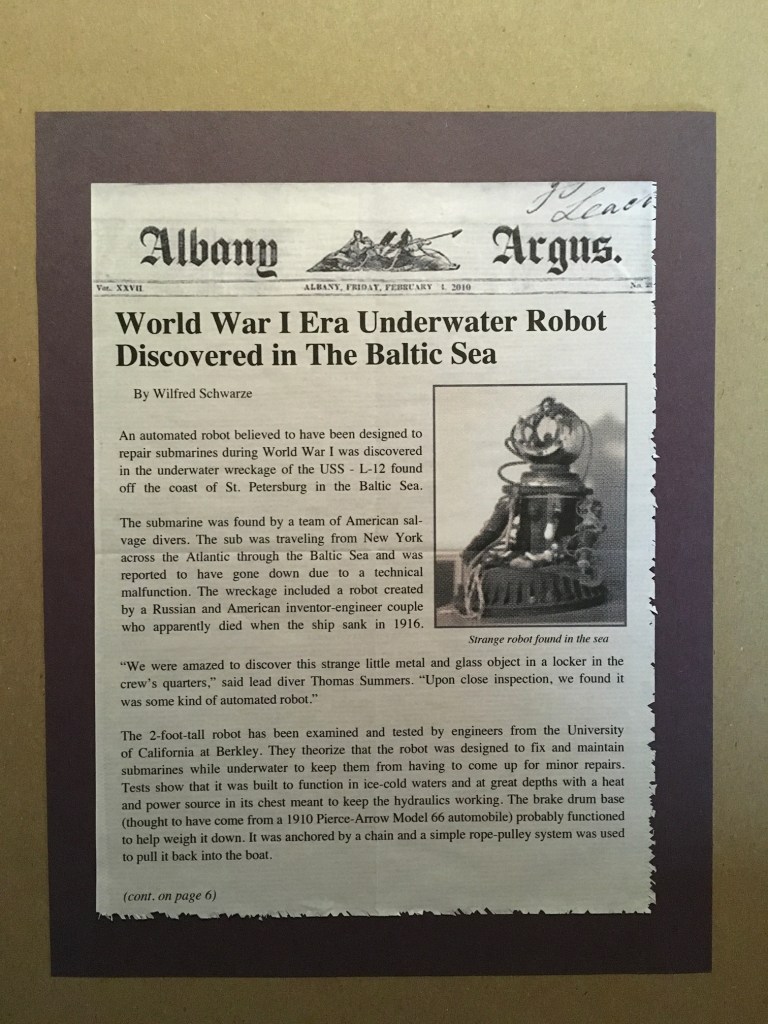 Leach
Albany Argus.
Vol. XXVII ALBANY, FRIDAY, FEBRUARY 4, 2010 No.
World War I Era Underwater Robot
Discovered in The Baltic Sea
By Wilfred Schwarze
An automated robot believed to have been designed to
repair submarines during World War I was discovered
in the underwater wreckage of the USS - L-12 found
off the coast of St. Petersburg in the Baltic Sea.
The submarine was found by a team of American sal-
vage divers. The sub was traveling from New York
across the Atlantic through the Baltic Sea and was
reported to have gone down due to a technical
malfunction. The wreckage included a robot created
by a Russian and American inventor-engineer couple
who apparently died when the ship sank in 1916.
Strange robot found in the sea
“We were amazed to discover this strange little metal and glass object in a locker in the
crew’s quarters,” said lead diver Thomas Summers. “Upon close inspection, we found it
was some kind of automated robot.”
The 2-foot-tall robot has been examined and tested by engineers from the University
of California at Berkley. They theorize that the robot was designed to fix and maintain
submarines while underwater to keep them from having to come up for minor repairs.
Tests show that it was built to function in ice-cold waters and at great depths with a heat
and power source in its chest meant to keep the hydraulics working. The brake drum base
(thought to have come from a 1910 Pierce-Arrow Model 66 automobile) probably functioned
to help weigh it down. It was anchored by a chain and a simple rope-pulley system was used
to pull it back into the boat.
(cont. on page 6)